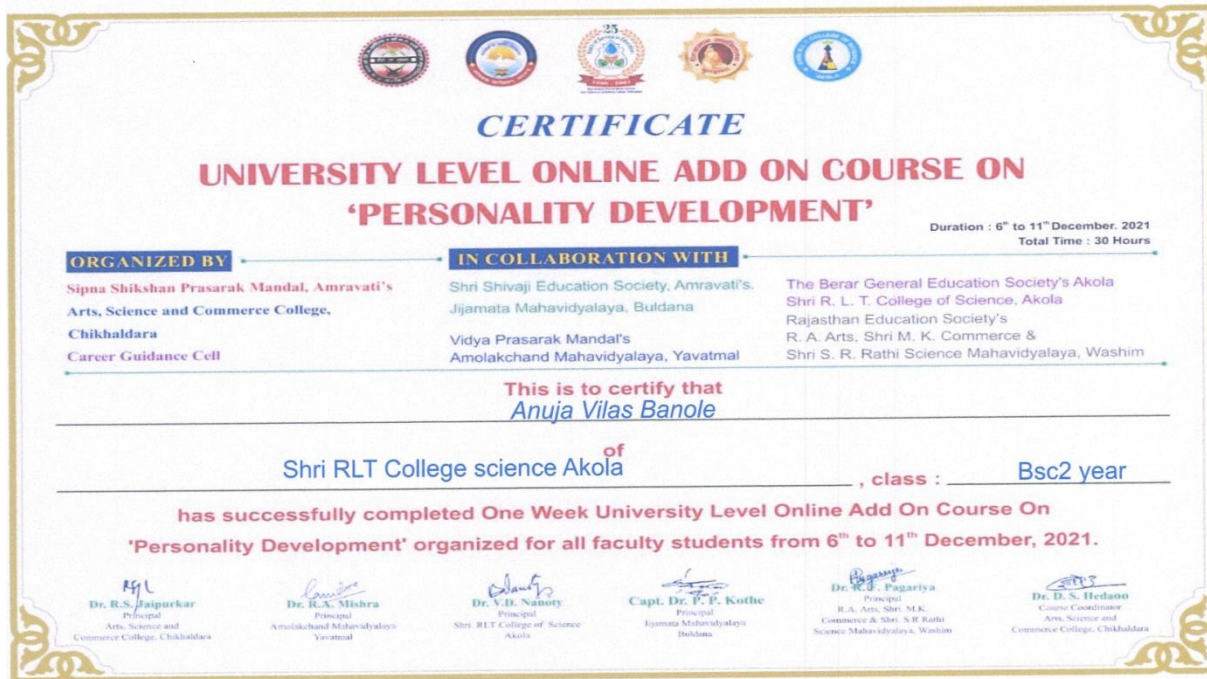 25
CERTIFICATE
UNIVERSITY LEVEL ONLINE ADD ON COURSE ON
'PERSONALITY DEVELOPMENT'
Duration : 6th to 11th December. 2021
Total Time : 30 Hours
ORGANIZED BY
Sipna Shikshan Prasarak Mandal, Amravati's
Arts, Science and Commerce College,
Chikhaldara
Career Guidance Cell
IN COLLABORATION WITH
Shri Shivaji Education Society, Amravati's.
Jijamata Mahavidyalaya, Buldana
Vidya Prasarak Mandal's
Amolakchand Mahavidyalaya, Yavatmal
The Berar General Education Society's Akola
Shri R. L. T. College of Science, Akola
Rajasthan Education Society's
R. A. Arts, Shri M. K. Commerce &
Shri S. R. Rathi Science Mahavidyalaya, Washim
This is to certify that
Anuja Vilas Banole
of
Shri RLT College science Akola , class : Bsc2 year
has successfully completed One Week University Level Online Add On Course On
'Personality Development' organized for all faculty students from 6th to 11th December, 2021.
Dr. R.S. Jaipurkar
Principal
Arts, Science and
Commerce College, Chikhaldara
Dr. R.A. Mishra
Principal
Amolakchand Mahavidyalaya
Yavatmal
Dr. V.D. Nanoty
Principal
Shri. RLT College of Science
Akola
Capt. Dr. P. P. Kothe
Principal
Jijamata Mahavidyalaya
Buldana
Dr. R.F. Pagariya
Principal
R.A. Arts, Shri. M.K.
Commerce & Shri. S.R Rathi
Science Mahavidyalaya, Washim
Dr. D. S. Hedaoo
Course Coordinator
Arts, Science and
Commerce College, Chikhaldara